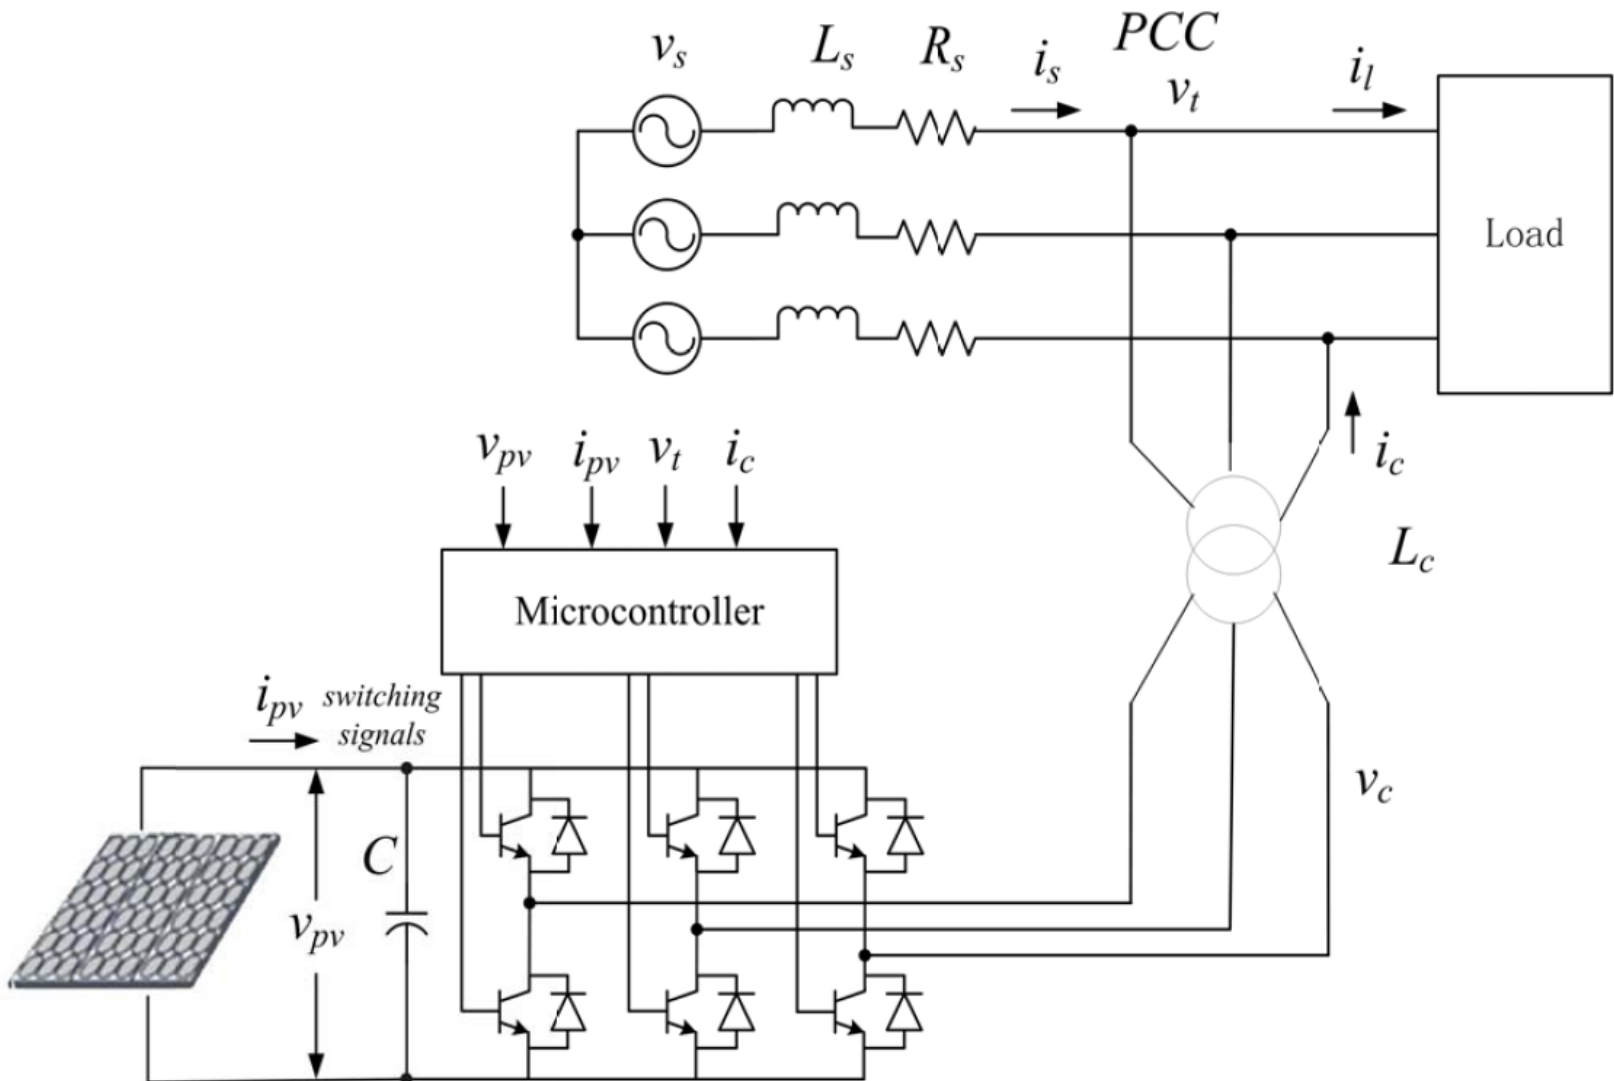 v_s L_s R_s i_s PCC i_l
v_t
Load
v_pv i_pv v_t i_c
i_c
L_c
Microcontroller
i_pv switching
signals
v_c
C
v_pv